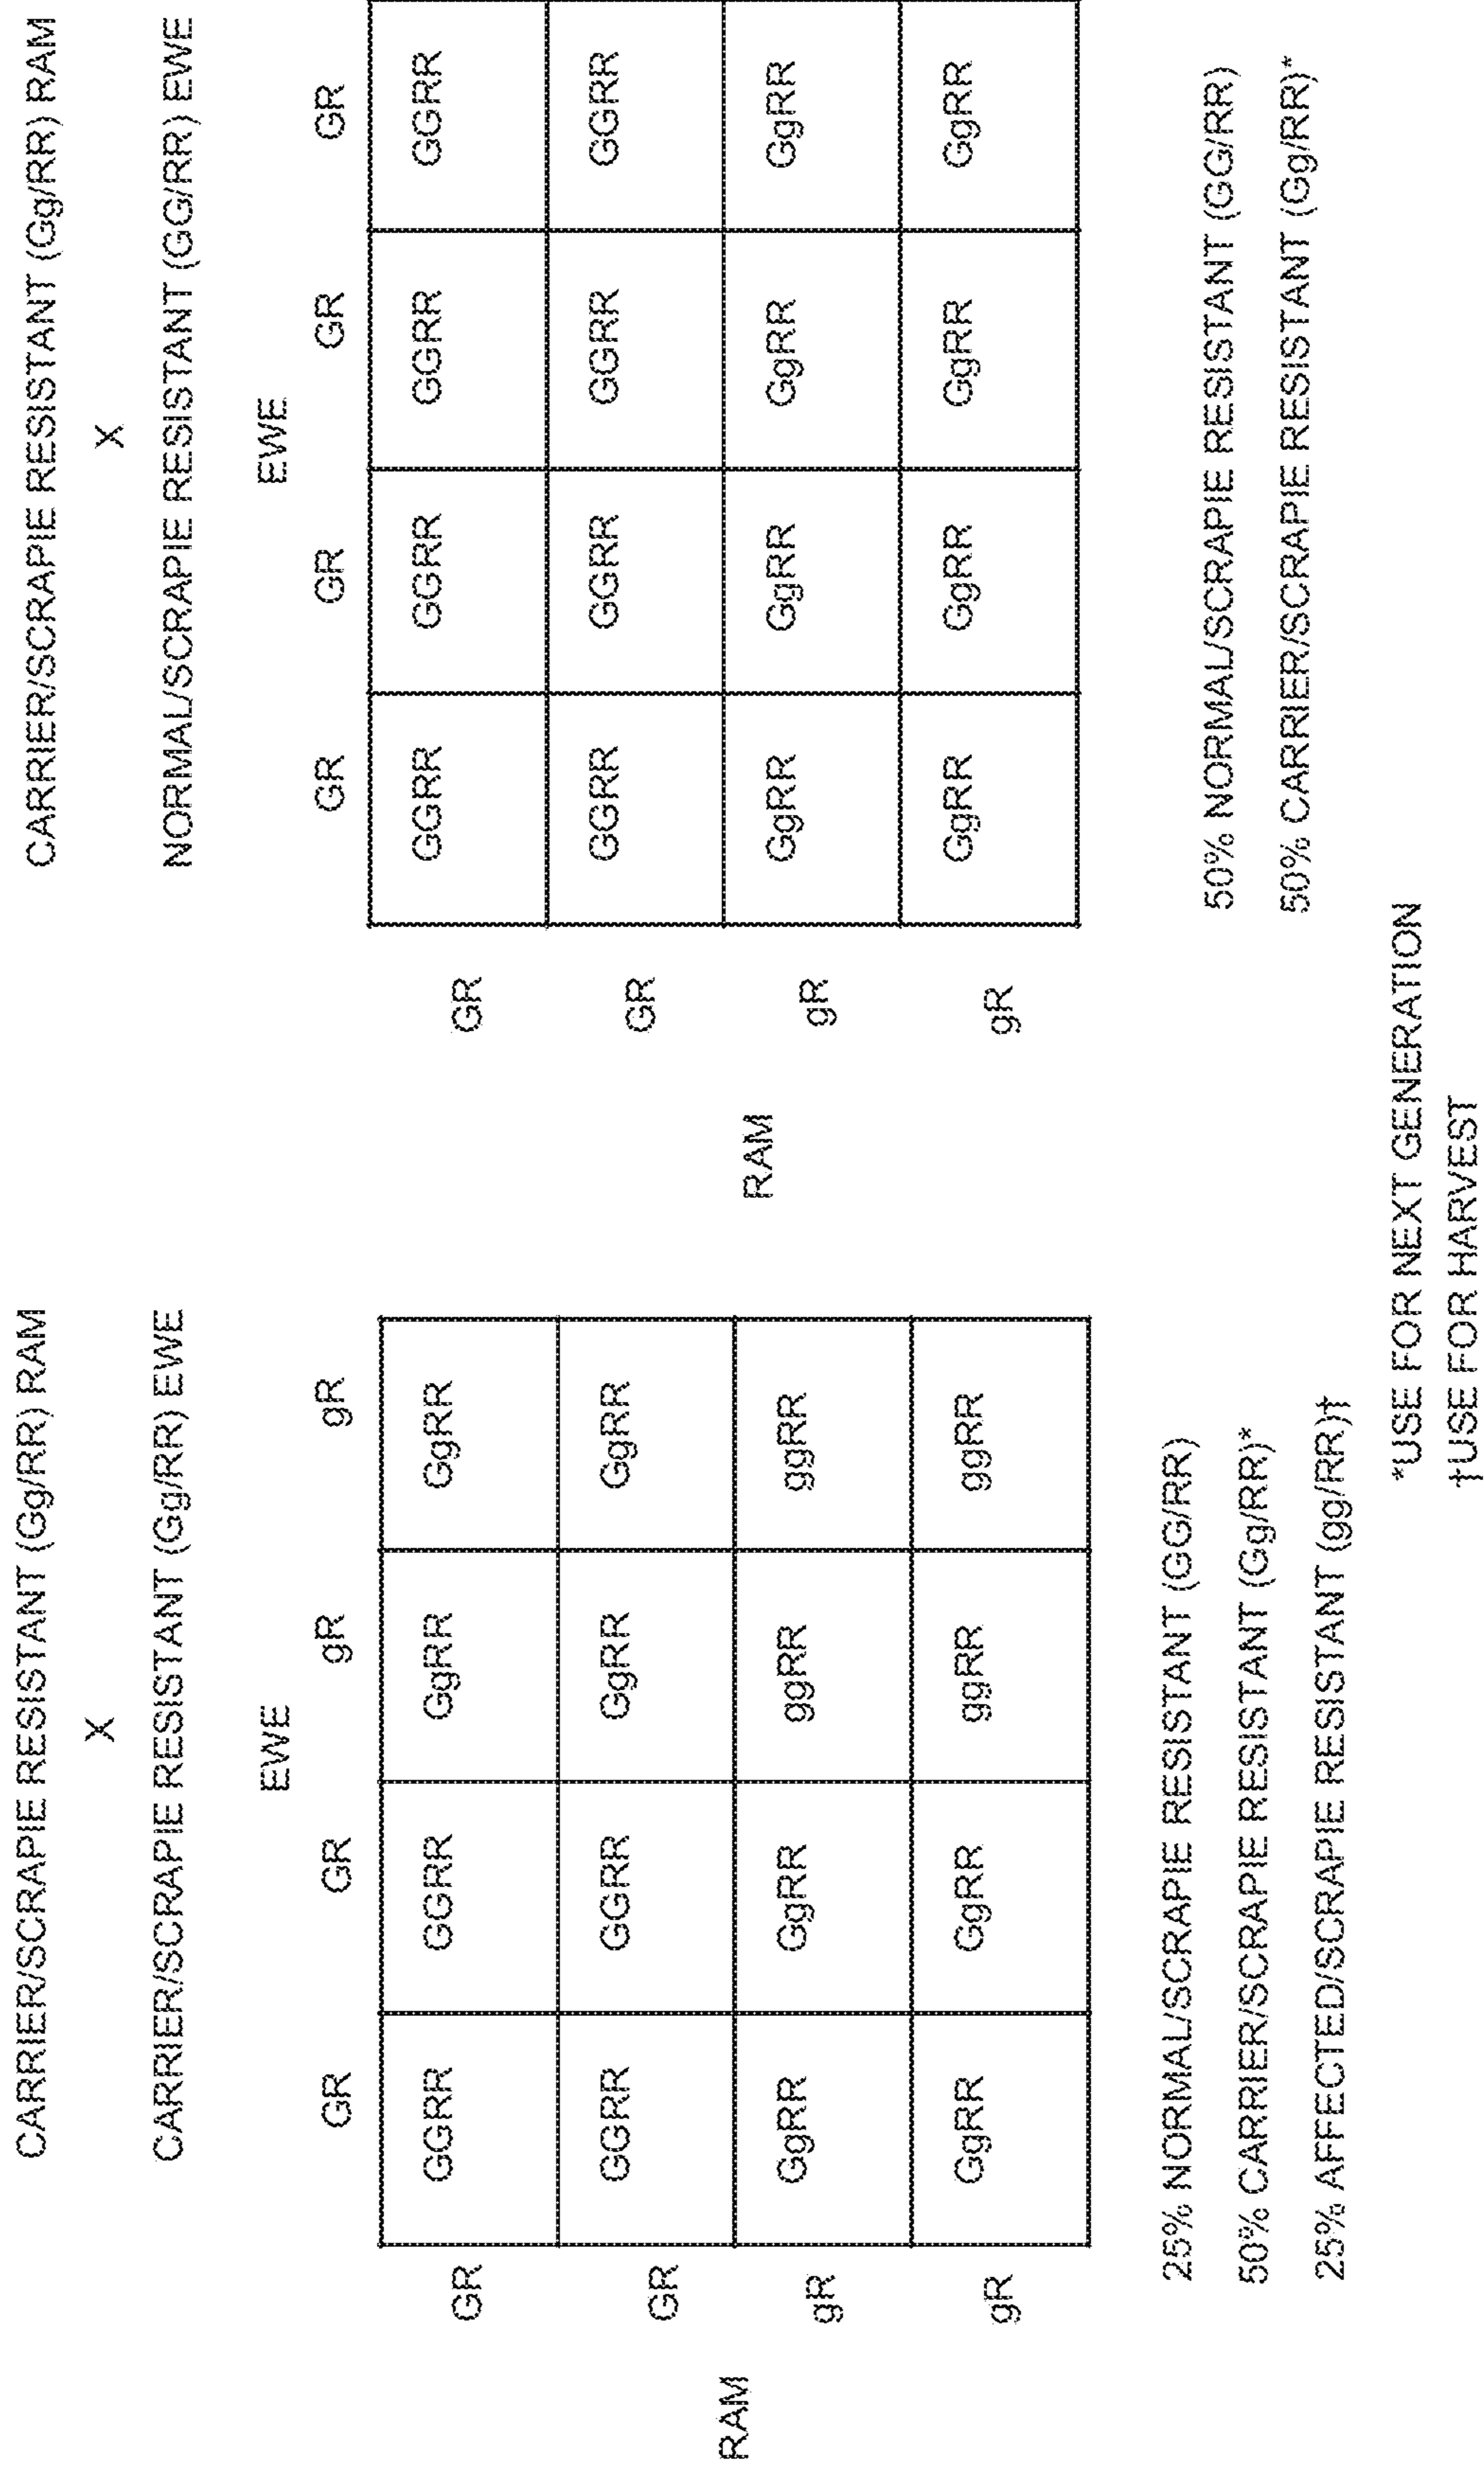 CARRIER/SCRAPIE RESISTANT (Gg/RR) RAM
X
CARRIER/SCRAPIE RESISTANT (Gg/RR) EWE
EWE
GR GR gR gR
RAM
GR GGRR GGRR GgRR GgRR
GR GGRR GGRR GgRR GgRR
gR GgRR GgRR ggRR ggRR
gR GgRR GgRR ggRR ggRR
25% NORMAL/SCRAPIE RESISTANT (GG/RR)
50% CARRIER/SCRAPIE RESISTANT (Gg/RR)*
25% AFFECTED/SCRAPIE RESISTANT (gg/RR)†
CARRIER/SCRAPIE RESISTANT (Gg/RR) RAM
X
NORMAL/SCRAPIE RESISTANT (GG/RR) EWE
EWE
GR GR GR GR
RAM
GR GGRR GGRR GGRR GGRR
GR GGRR GGRR GGRR GGRR
gR GgRR GgRR GgRR GgRR
gR GgRR GgRR GgRR GgRR
50% NORMAL/SCRAPIE RESISTANT (GG/RR)
50% CARRIER/SCRAPIE RESISTANT (Gg/RR)*
*USE FOR NEXT GENERATION
†USE FOR HARVEST